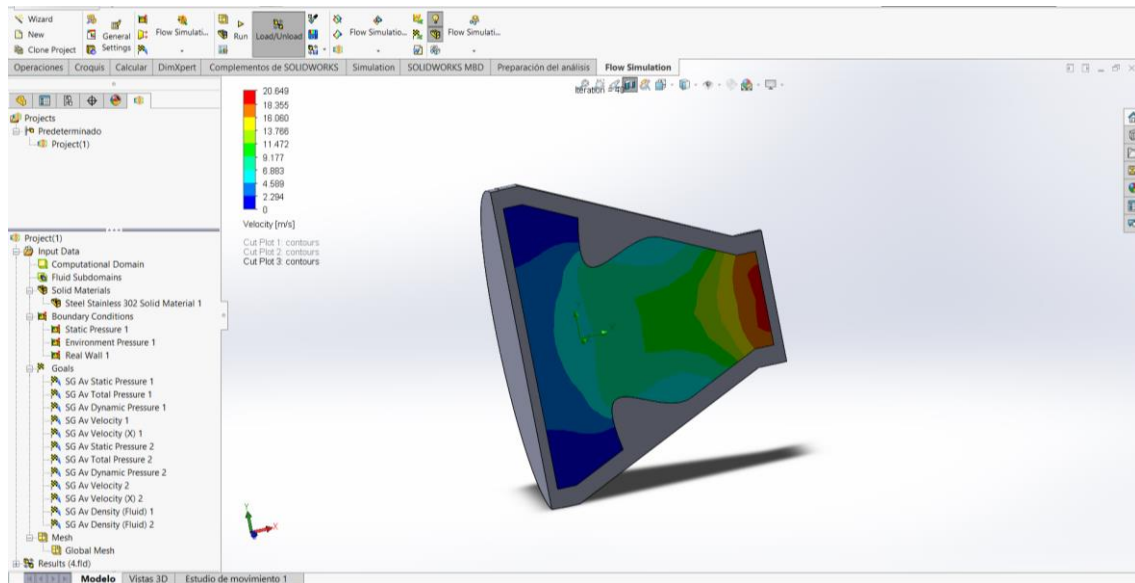 Wizard
New
Clone Project
General
Settings
Flow Simulati...
Run
Load/Unload
Flow Simulatio...
Flow Simulati...
Operaciones
Croquis
Calcular
DimXpert
Complementos de SOLIDWORKS
Simulation
SOLIDWORKS MBD
Preparación del análisis
Flow Simulation
Projects
Predeterminado
Project(1)
Project(1)
Input Data
Computational Domain
Fluid Subdomains
Solid Materials
Steel Stainless 302 Solid Material 1
Boundary Conditions
Static Pressure 1
Environment Pressure 1
Real Wall 1
Goals
SG Av Static Pressure 1
SG Av Total Pressure 1
SG Av Dynamic Pressure 1
SG Av Velocity 1
SG Av Velocity (X) 1
SG Av Static Pressure 2
SG Av Total Pressure 2
SG Av Dynamic Pressure 2
SG Av Velocity 2
SG Av Velocity (X) 2
SG Av Density (Fluid) 1
SG Av Density (Fluid) 2
Mesh
Global Mesh
Results (4.fld)
Iteration
20.649
18.355
16.060
13.766
11.472
9.177
6.883
4.589
2.294
0
Velocity [m/s]
Cut Plot 1: contours
Cut Plot 2: contours
Cut Plot 3: contours
Y
X
Modelo
Vistas 3D
Estudio de movimiento 1